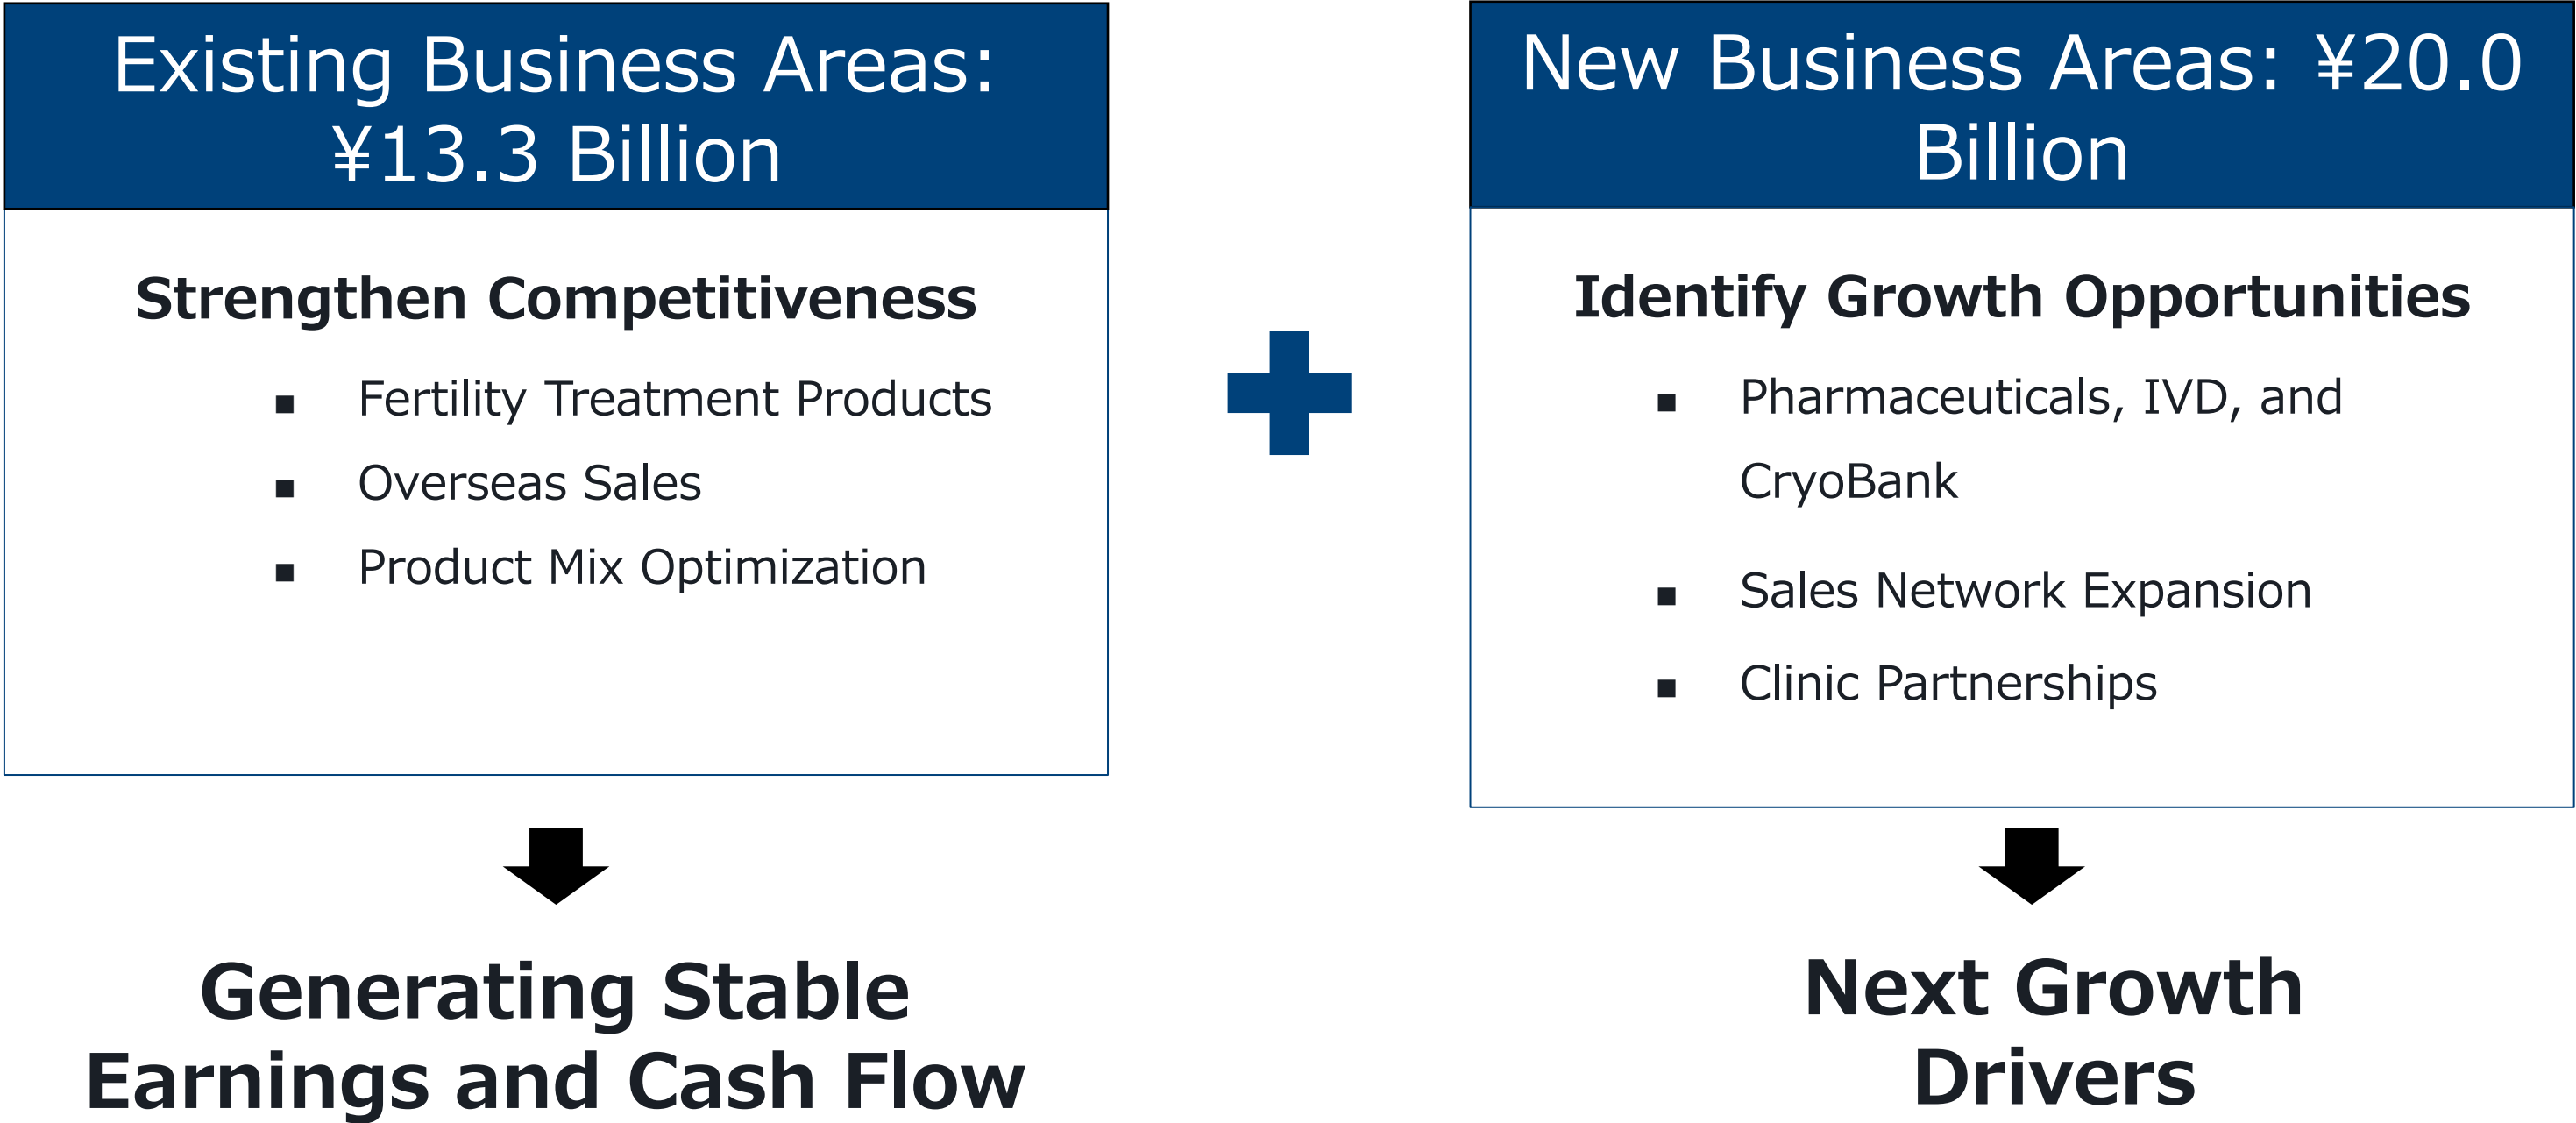 Existing Business Areas:
¥13.3 Billion
Strengthen Competitiveness
■ Fertility Treatment Products
■ Overseas Sales
■ Product Mix Optimization
Generating Stable
Earnings and Cash Flow
New Business Areas: ¥20.0
Billion
Identify Growth Opportunities
■ Pharmaceuticals, IVD, and
CryoBank
■ Sales Network Expansion
■ Clinic Partnerships
Next Growth
Drivers